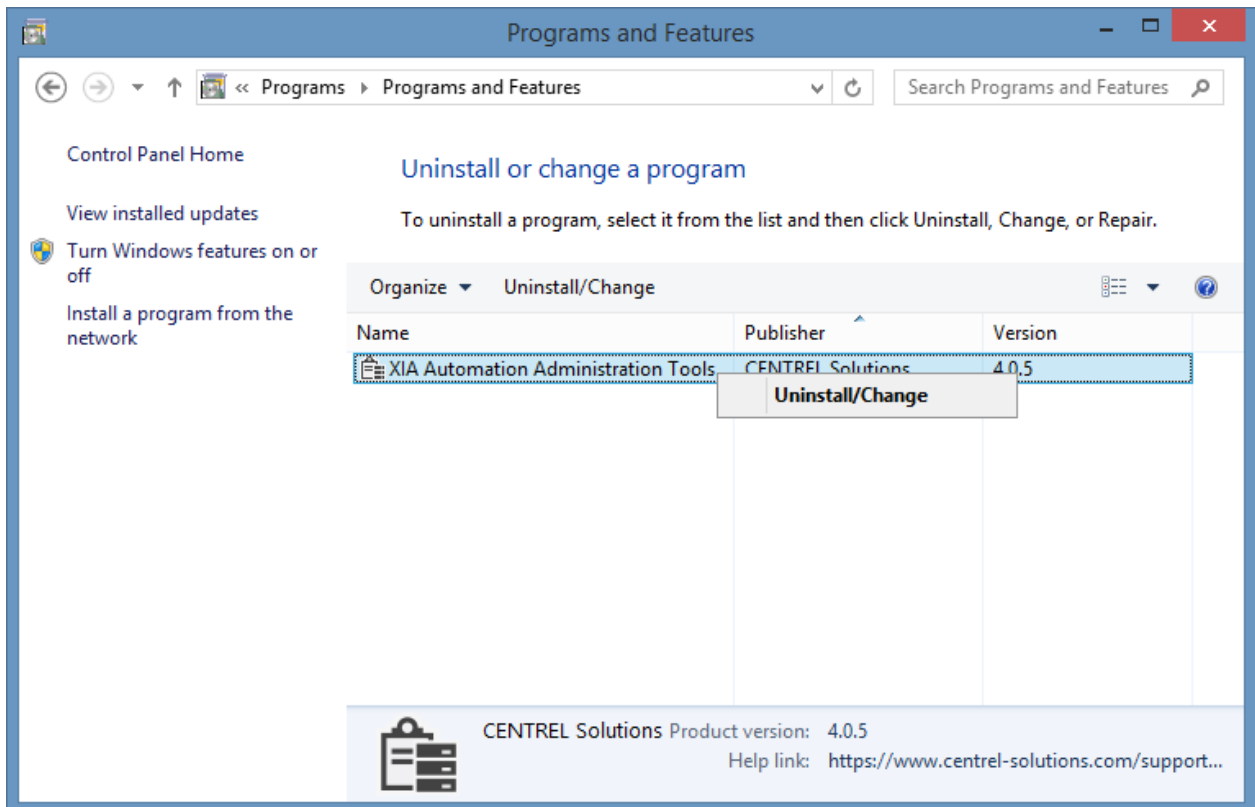 Programs and Features
« Programs Programs and Features
Search Programs and Features
Control Panel Home
View installed updates
Turn Windows features on or
off
Install a program from the
network
Uninstall or change a program
To uninstall a program, select it from the list and then click Uninstall, Change, or Repair.
Organize Uninstall/Change
Name Publisher Version
XIA Automation Administration Tools CENTREL Solutions 4.0.5
Uninstall/Change
CENTREL Solutions Product version: 4.0.5
Help link: https://www.centrel-solutions.com/support...